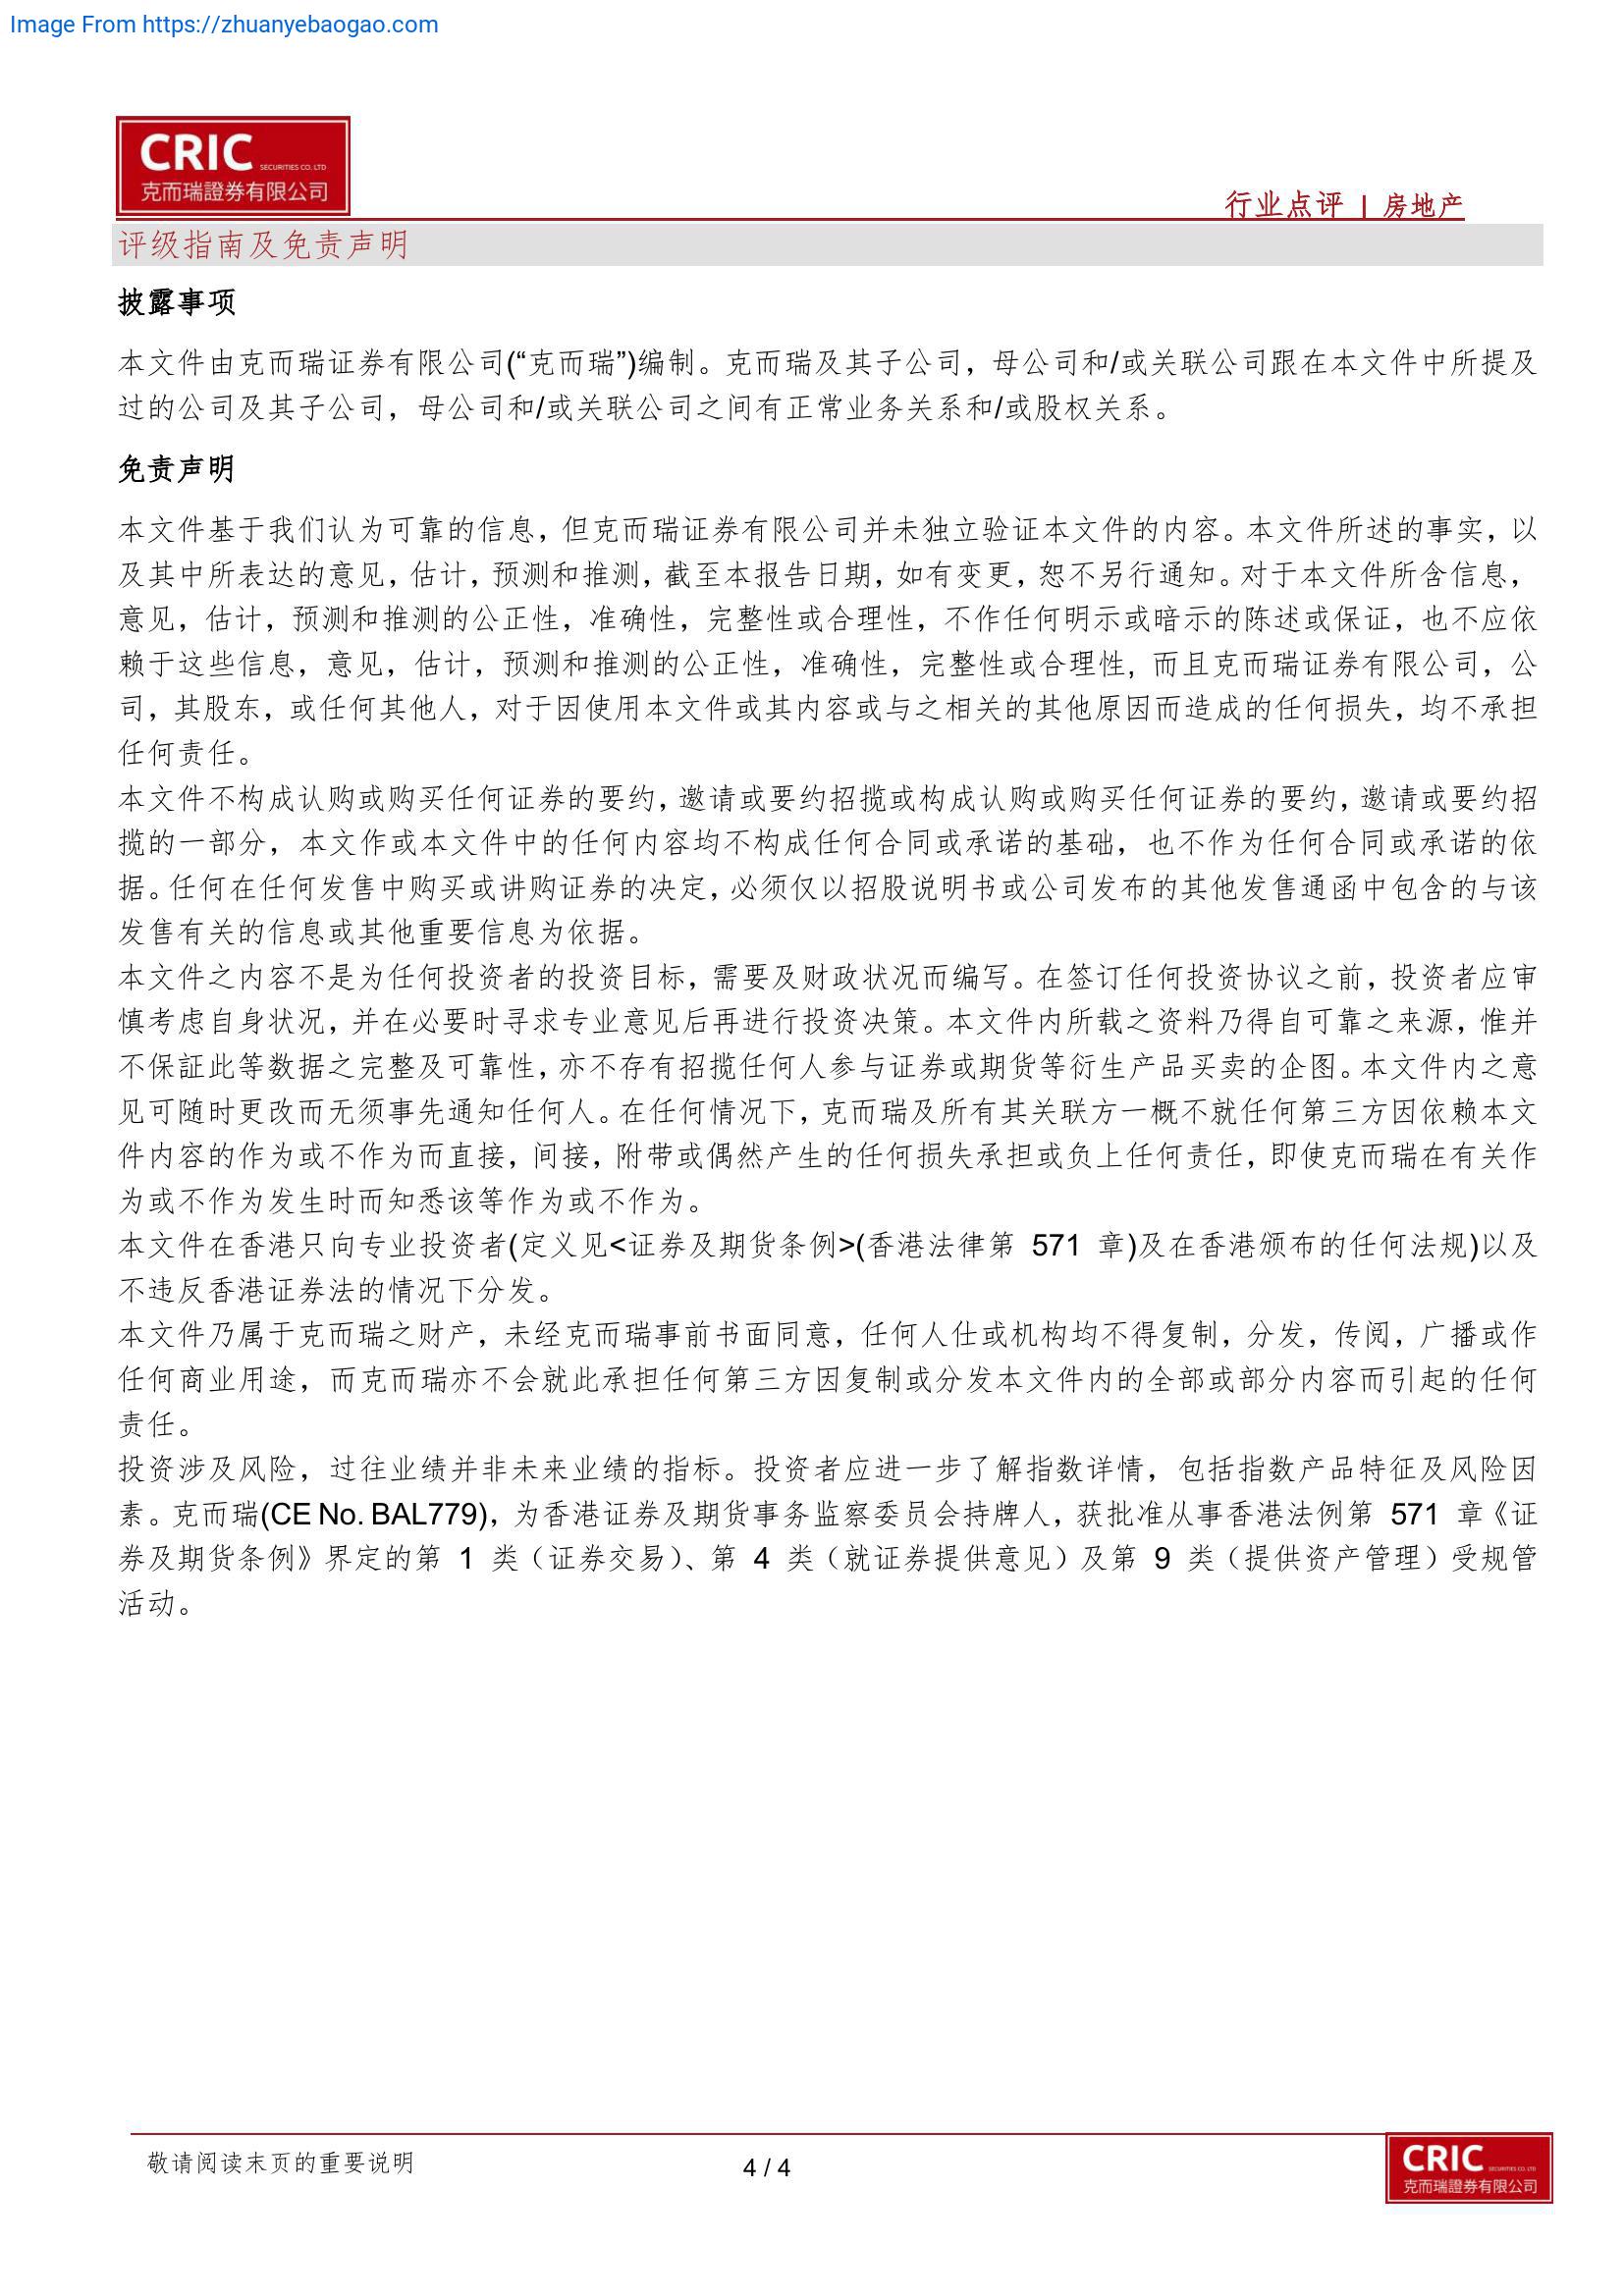 Image From https://zhuanyebaogao.com
CRIC SECURITIES CO. LTD
克而瑞證券有限公司
行业点评 | 房地产
评级指南及免责声明
披露事项
本文件由克而瑞证券有限公司(“克而瑞”)编制。克而瑞及其子公司，母公司和/或关联公司跟在本文件中所提及
过的公司及其子公司，母公司和/或关联公司之间有正常业务关系和/或股权关系。
免责声明
本文件基于我们认为可靠的信息，但克而瑞证券有限公司并未独立验证本文件的内容。本文件所述的事实，以
及其中所表达的意见，估计，预测和推测，截至本报告日期，如有变更，恕不另行通知。对于本文件所含信息，
意见，估计，预测和推测的公正性，准确性，完整性或合理性，不作任何明示或暗示的陈述或保证，也不应依
赖于这些信息，意见，估计，预测和推测的公正性，准确性，完整性或合理性，而且克而瑞证券有限公司，公
司，其股东，或任何其他人，对于因使用本文件或其内容或与之相关的其他原因而造成的任何损失，均不承担
任何责任。
本文件不构成认购或购买任何证券的要约，邀请或要约招揽或构成认购或购买任何证券的要约，邀请或要约招
揽的一部分，本文作或本文件中的任何内容均不构成任何合同或承诺的基础，也不作为任何合同或承诺的依
据。任何在任何发售中购买或讲购证券的决定，必须仅以招股说明书或公司发布的其他发售通函中包含的与该
发售有关的信息或其他重要信息为依据。
本文件之内容不是为任何投资者的投资目标，需要及财政状况而编写。在签订任何投资协议之前，投资者应审
慎考虑自身状况，并在必要时寻求专业意见后再进行投资决策。本文件内所载之资料乃得自可靠之来源，惟并
不保証此等数据之完整及可靠性，亦不存有招揽任何人参与证券或期货等衍生产品买卖的企图。本文件内之意
见可随时更改而无须事先通知任何人。在任何情况下，克而瑞及所有其关联方一概不就任何第三方因依赖本文
件内容的作为或不作为而直接，间接，附带或偶然产生的任何损失承担或负上任何责任，即使克而瑞在有关作
为或不作为发生时而知悉该等作为或不作为。
本文件在香港只向专业投资者(定义见<证券及期货条例>(香港法律第 571 章)及在香港颁布的任何法规)以及
不违反香港证券法的情况下分发。
本文件乃属于克而瑞之财产，未经克而瑞事前书面同意，任何人仕或机构均不得复制，分发，传阅，广播或作
任何商业用途，而克而瑞亦不会就此承担任何第三方因复制或分发本文件内的全部或部分内容而引起的任何
责任。
投资涉及风险，过往业绩并非未来业绩的指标。投资者应进一步了解指数详情，包括指数产品特征及风险因
素。克而瑞(CE No. BAL779)，为香港证券及期货事务监察委员会持牌人，获批准从事香港法例第 571 章《证
券及期货条例》界定的第 1 类（证券交易）、第 4 类（就证券提供意见）及第 9 类（提供资产管理）受规管
活动。
敬请阅读末页的重要说明
4 / 4
CRIC SECURITIES CO. LTD
克而瑞證券有限公司